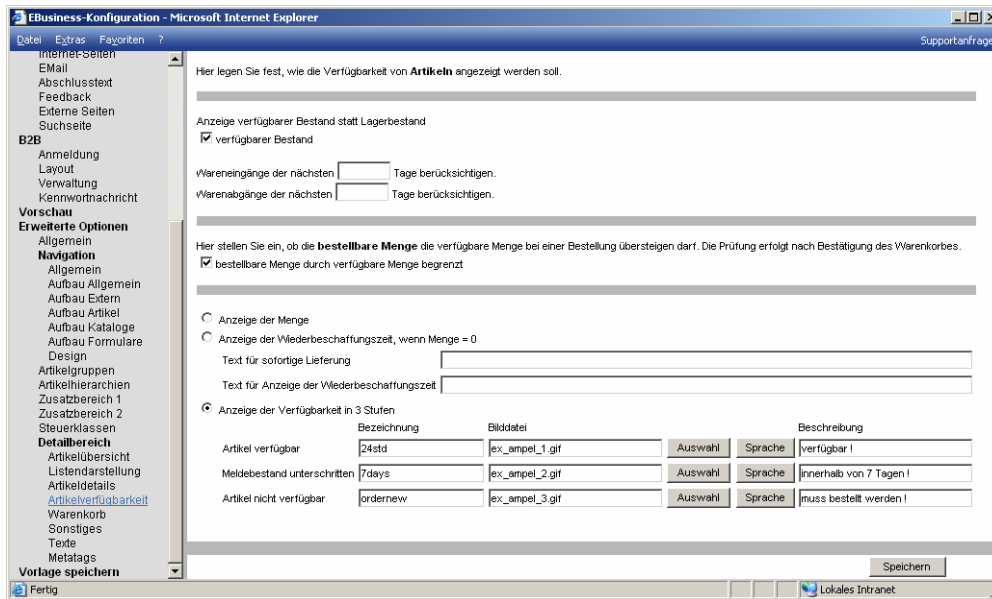 EBusiness-Konfiguration - Microsoft Internet Explorer
Datei Extras Favoriten ? Supportanfrage
Internet-Seiten
EMail
Abschlusstext
Feedback
Externe Seiten
Suchseite
B2B
Anmeldung
Layout
Verwaltung
Kennwortnachricht
Vorschau
Erweiterte Optionen
Allgemein
Navigation
Allgemein
Aufbau Allgemein
Aufbau Extern
Aufbau Artikel
Aufbau Kataloge
Aufbau Formulare
Design
Artikelgruppen
Artikelhierarchien
Zusatzbereich 1
Zusatzbereich 2
Steuerklassen
Detailbereich
Artikelübersicht
Listendarstellung
Artikeldetails
Artikelverfügbarkeit
Warenkorb
Sonstiges
Texte
Metatags
Vorlage speichern
Hier legen Sie fest, wie die Verfügbarkeit von Artikeln angezeigt werden soll.
Anzeige verfügbarer Bestand statt Lagerbestand
verfügbarer Bestand
Wareneingänge der nächsten Tage berücksichtigen.
Warenabgänge der nächsten Tage berücksichtigen.
Hier stellen Sie ein, ob die bestellbare Menge die verfügbare Menge bei einer Bestellung übersteigen darf. Die Prüfung erfolgt nach Bestätigung des Warenkorbes.
bestellbare Menge durch verfügbare Menge begrenzt
Anzeige der Menge
Anzeige der Wiederbeschaffungszeit, wenn Menge = 0
Text für sofortige Lieferung
Text für Anzeige der Wiederbeschaffungszeit
Anzeige der Verfügbarkeit in 3 Stufen
Bezeichnung Bilddatei Beschreibung
Artikel verfügbar 24std ex_ampel_1.gif Auswahl Sprache verfügbar !
Meldebestand unterschritten 7days ex_ampel_2.gif Auswahl Sprache innerhalb von 7 Tagen !
Artikel nicht verfügbar ordernew ex_ampel_3.gif Auswahl Sprache muss bestellt werden !
Speichern
Fertig Lokales Intranet